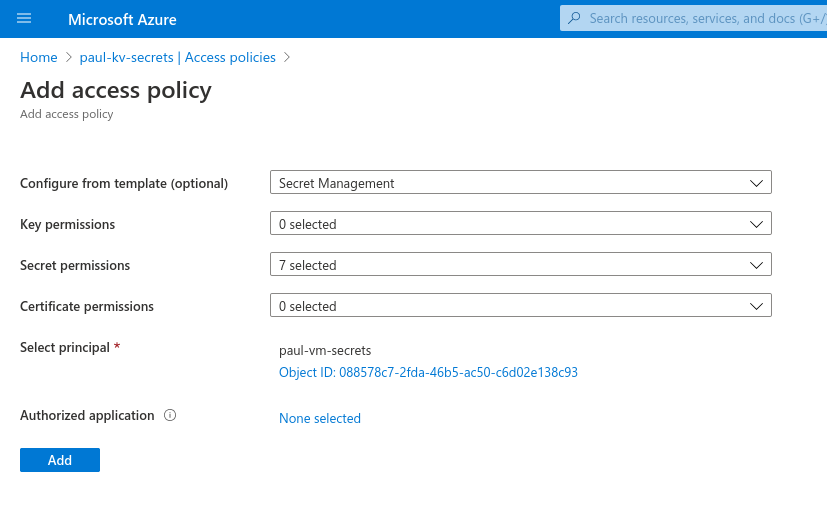 Microsoft Azure
Search resources, services, and docs (G+/)
Home > paul-kv-secrets | Access policies >
Add access policy
Add access policy
Configure from template (optional) Secret Management
Key permissions 0 selected
Secret permissions 7 selected
Certificate permissions 0 selected
Select principal * paul-vm-secrets
Object ID: 088578c7-2fda-46b5-ac50-c6d02e138c93
Authorized application None selected
Add